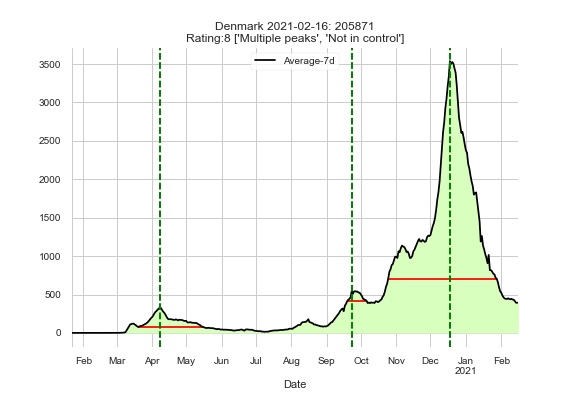 Denmark 2021-02-16: 205871
Rating:8 ['Multiple peaks', 'Not in control']
Average-7d
3500
3000
2500
2000
1500
1000
500
0
Feb Mar Apr May Jun Jul Aug Sep Oct Nov Dec Jan Feb
2021
Date